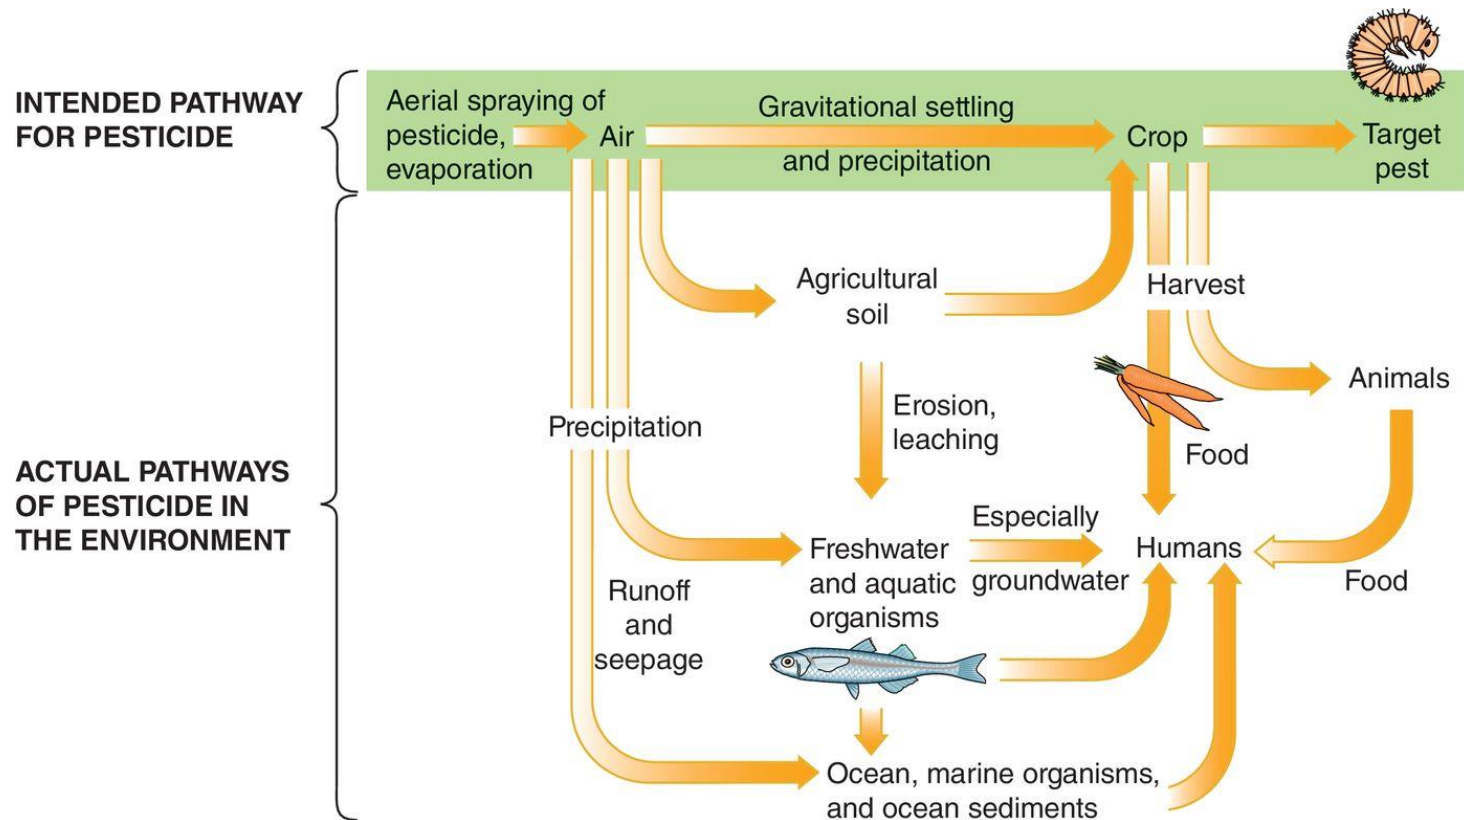 INTENDED PATHWAY
FOR PESTICIDE
Aerial spraying of
pesticide,
evaporation
Air
Gravitational settling
and precipitation
Crop
Target
pest
Agricultural
soil
Harvest
Animals
Erosion,
leaching
Precipitation
Food
ACTUAL PATHWAYS
OF PESTICIDE IN
THE ENVIRONMENT
Especially
groundwater
Freshwater
and aquatic
organisms
Humans
Food
Runoff
and
seepage
Ocean, marine organisms,
and ocean sediments